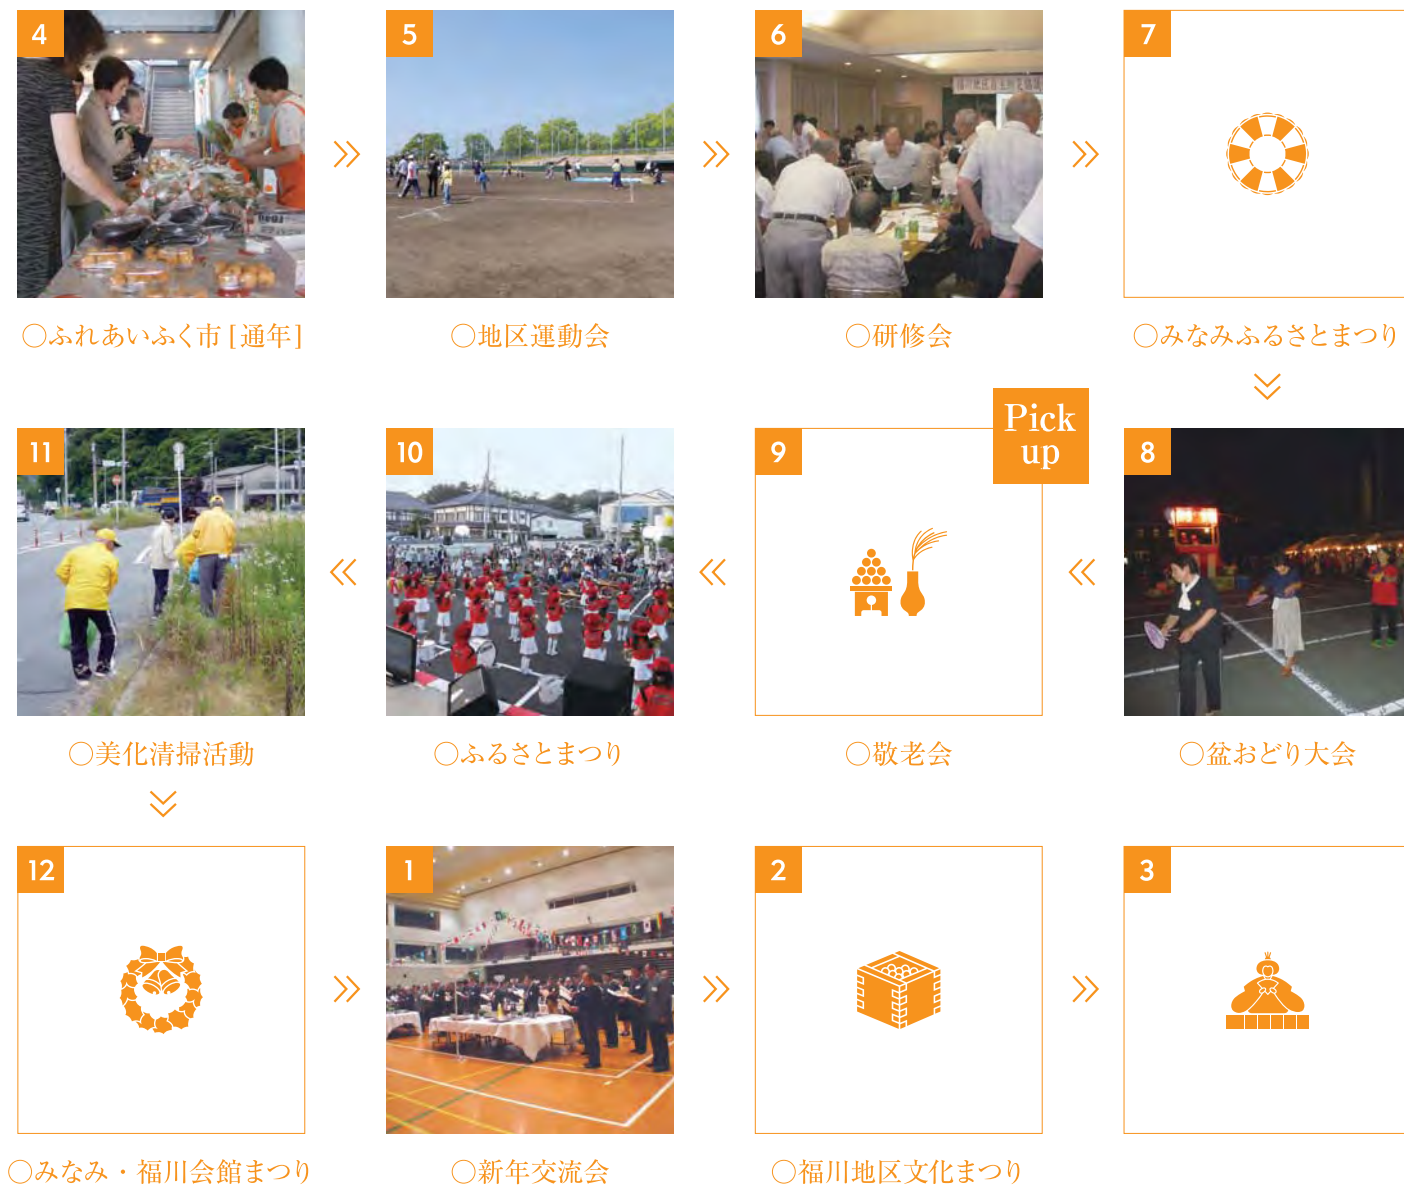 4
○ふれあいふく市[通年]
5
○地区運動会
6
○研修会
7
○みなみふるさとまつり
8
○盆おどり大会
Pick
up
9
○敬老会
10
○ふるさとまつり
11
○美化清掃活動
12
○みなみ・福川会館まつり
1
○新年交流会
2
○福川地区文化まつり
3